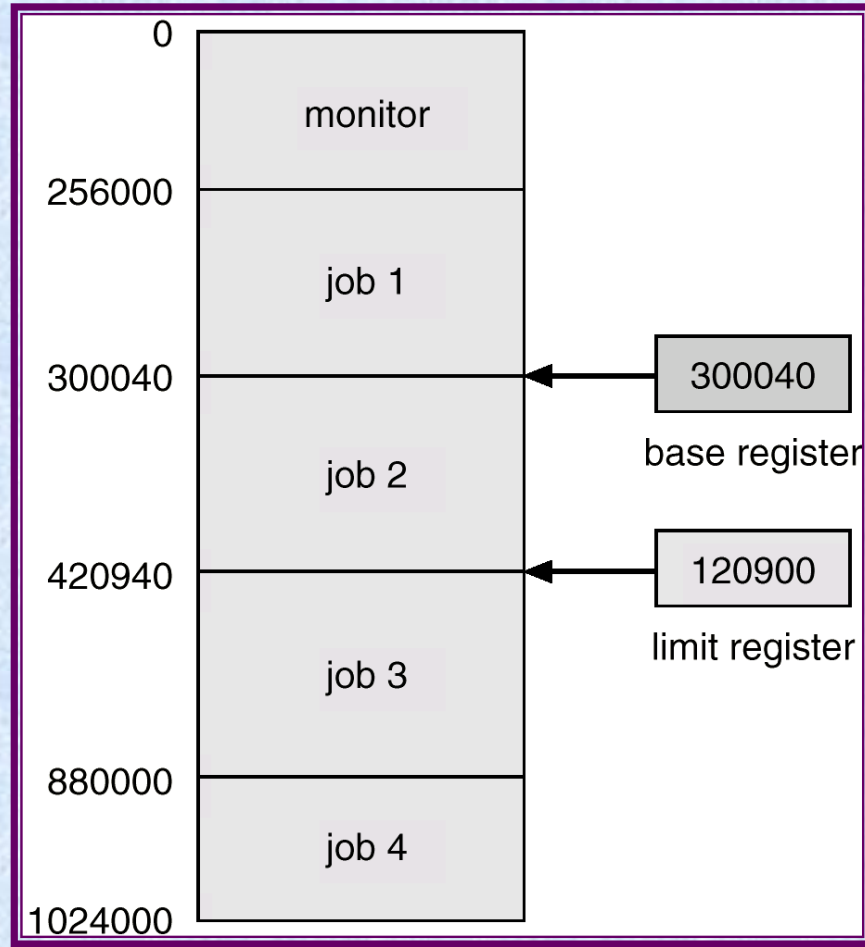 0
monitor
256000
job 1
300040
300040
base register
job 2
420940
120900
limit register
job 3
880000
job 4
1024000